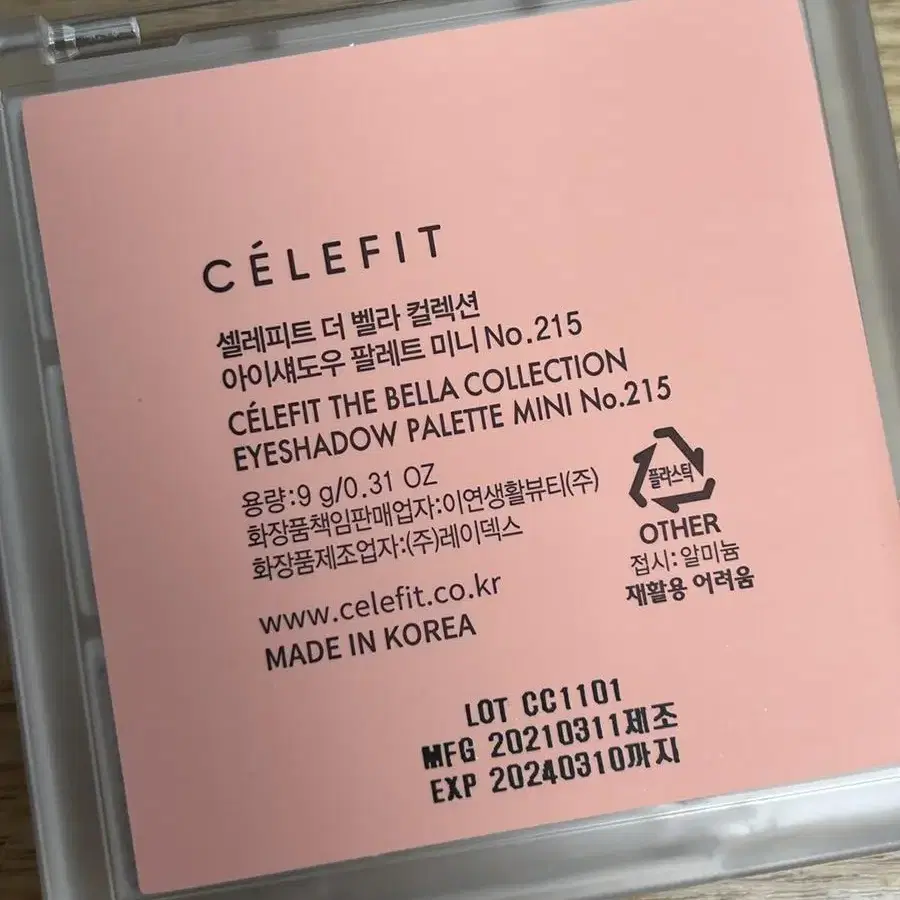 CÉLEFIT
셀레피트 더 벨라 컬렉션
아이섀도우 팔레트 미니 No.215
CÉLEFIT THE BELLA COLLECTION
EYESHADOW PALETTE MINI No.215
용량:9 g/0.31 OZ
화장품책임판매업자:이연생활뷰티(주)
화장품제조업자:(주)레이덱스
www.celefit.co.kr
MADE IN KOREA
플라스틱
OTHER
접시:알미늄
재활용 어려움
LOT CC1101
MFG 20210311제조
EXP 20240310까지